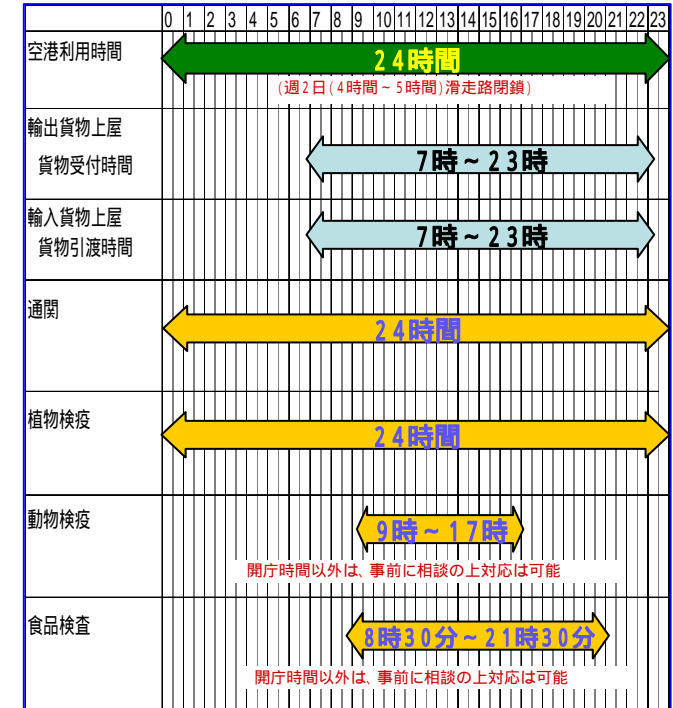 0 1 2 3 4 5 6 7 8 9 10 11 12 13 14 15 16 17 18 19 20 21 22 23
空港利用時間
24時間
(週2日(4時間~5時間)滑走路閉鎖)
輸出貨物上屋
貨物受付時間
7時~23時
輸入貨物上屋
貨物引渡時間
7時~23時
通関
24時間
植物検疫
24時間
動物検疫
9時~17時
開庁時間以外は、事前に相談の上対応は可能
食品検査
8時30分~21時30分
開庁時間以外は、事前に相談の上対応は可能